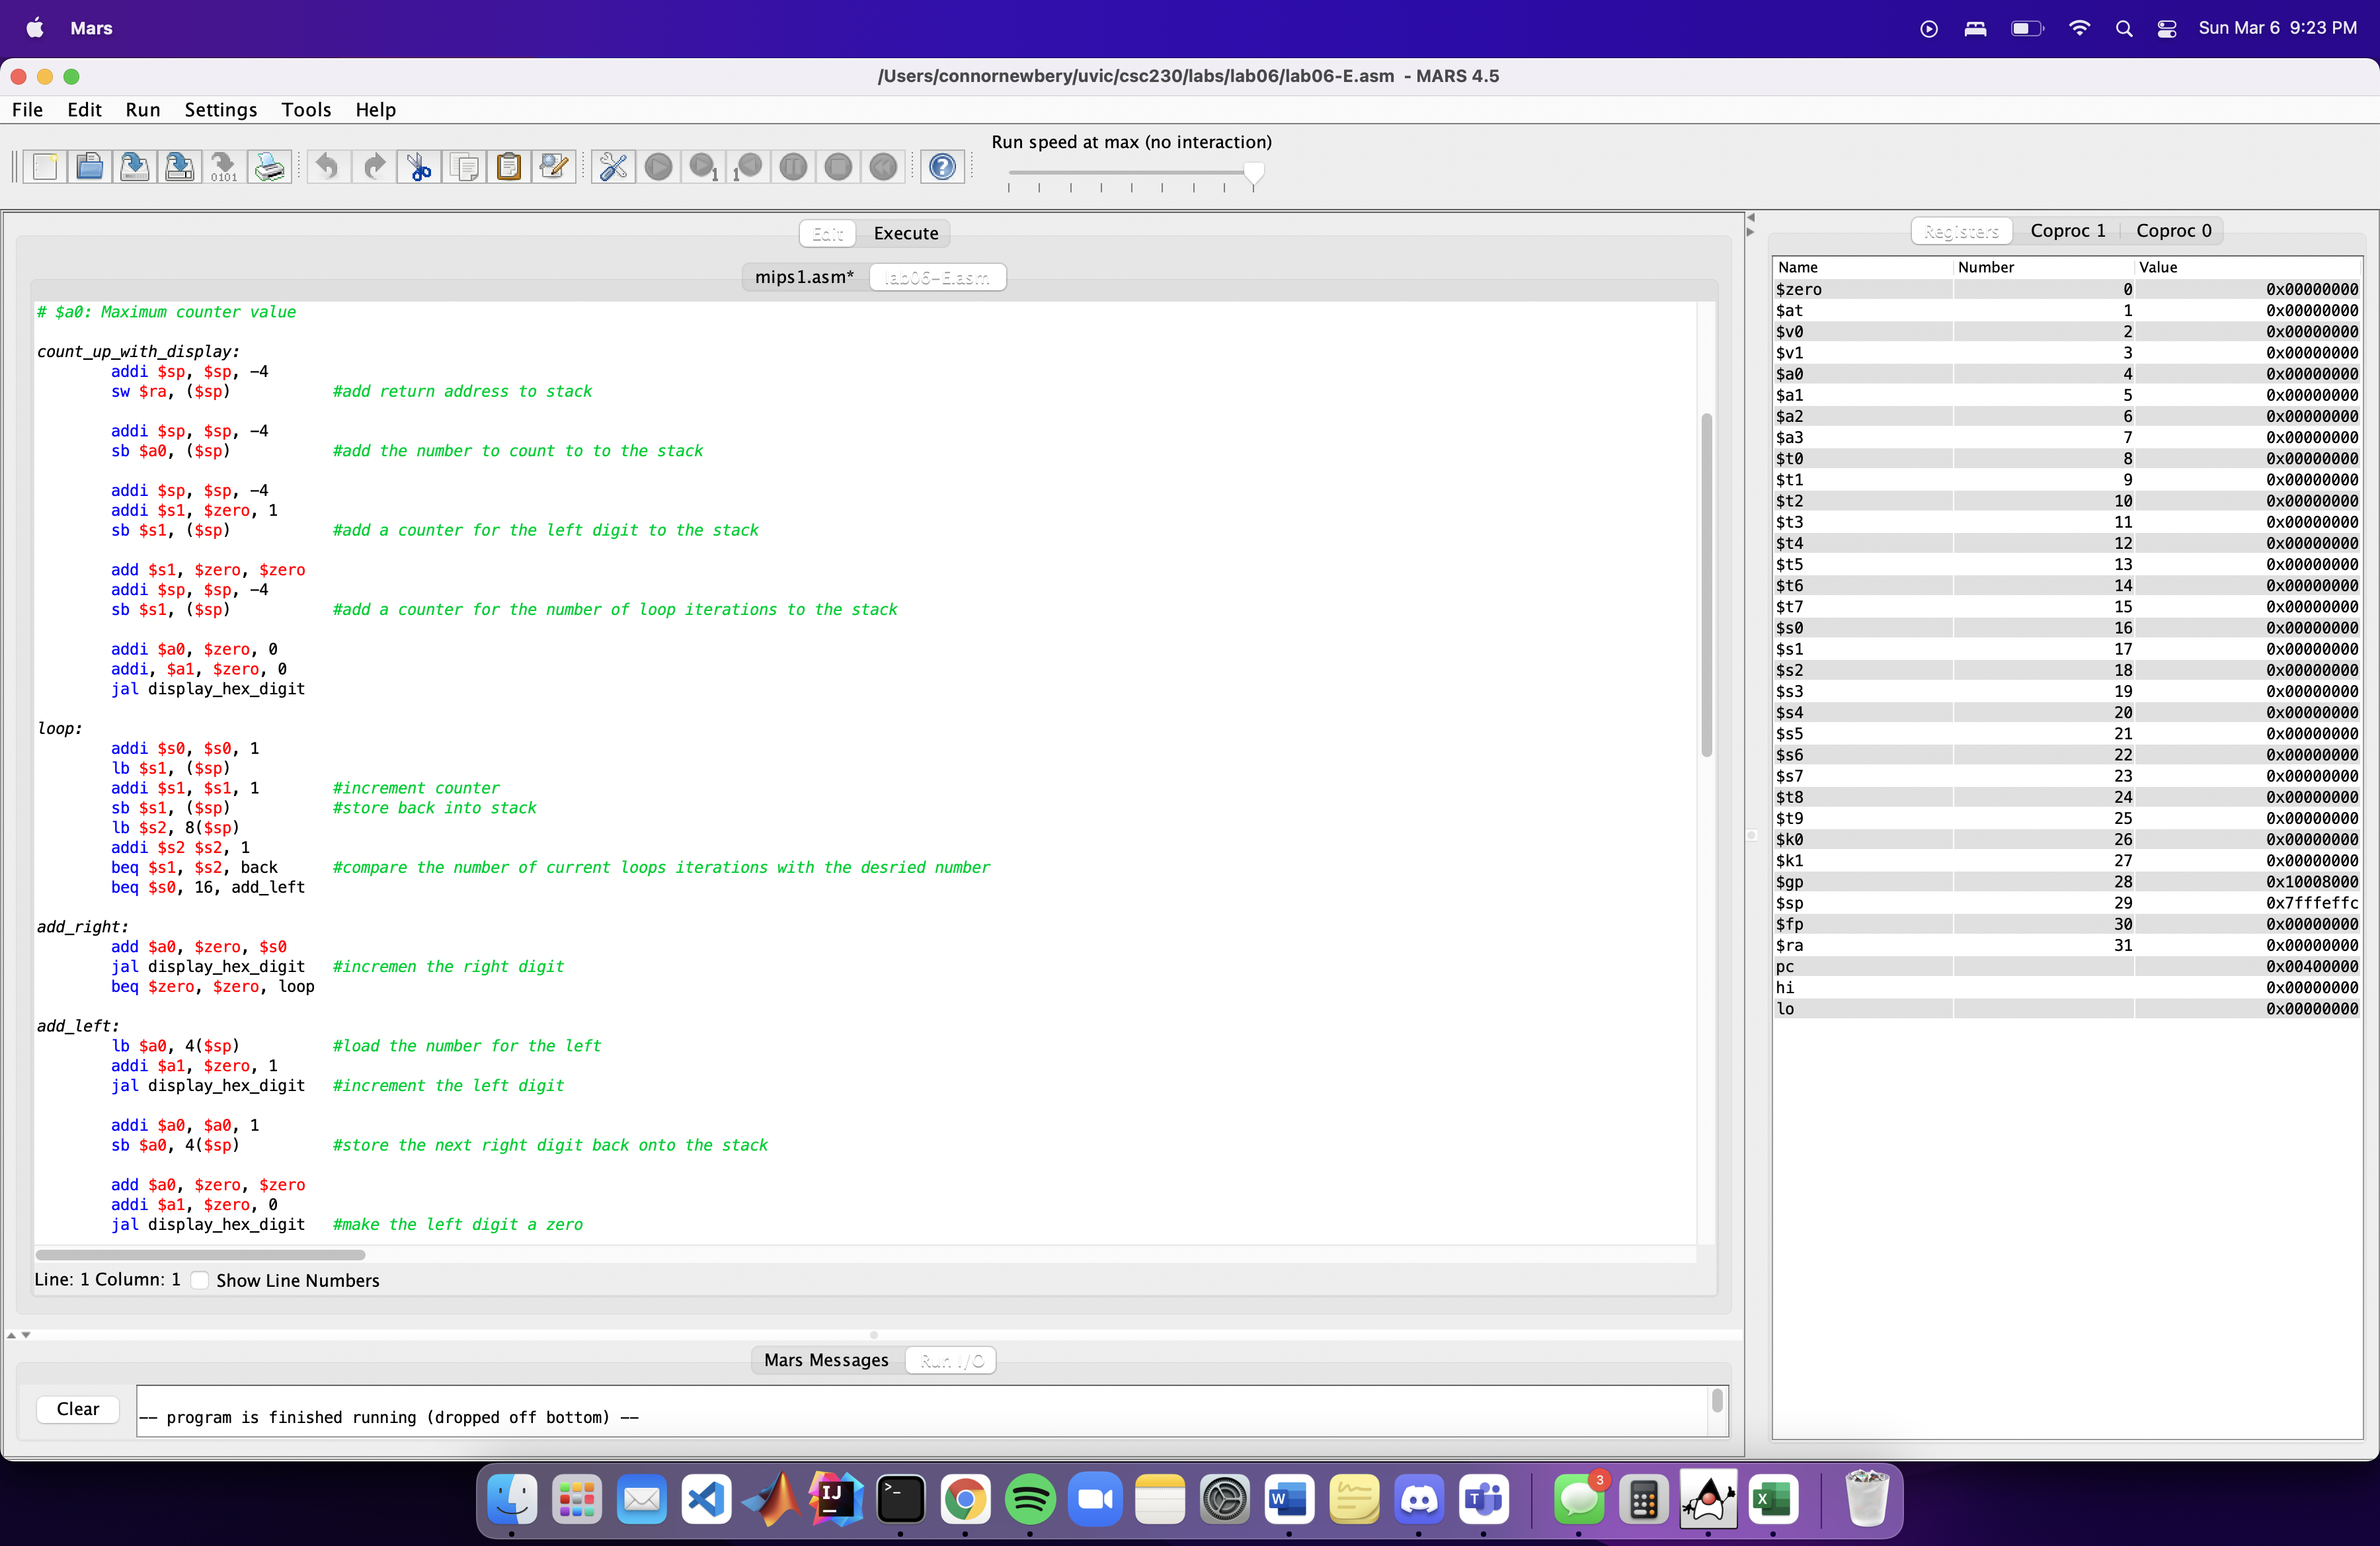 Mars
Sun Mar 6 9:23 PM
/Users/connornewbery/uvic/csc230/labs/lab06/lab06-E.asm - MARS 4.5
File Edit Run Settings Tools Help
Run speed at max (no interaction)
0101
1
1
Edit Execute
mips1.asm* lab06-E.asm
# $a0: Maximum counter value
count_up_with_display:
addi $sp, $sp, -4
sw $ra, ($sp) #add return address to stack
addi $sp, $sp, -4
sb $a0, ($sp) #add the number to count to to the stack
addi $sp, $sp, -4
addi $s1, $zero, 1
sb $s1, ($sp) #add a counter for the left digit to the stack
add $s1, $zero, $zero
addi $sp, $sp, -4
sb $s1, ($sp) #add a counter for the number of loop iterations to the stack
addi $a0, $zero, 0
addi, $a1, $zero, 0
jal display_hex_digit
loop:
addi $s0, $s0, 1
lb $s1, ($sp)
addi $s1, $s1, 1 #increment counter
sb $s1, ($sp) #store back into stack
lb $s2, 8($sp)
addi $s2 $s2, 1
beq $s1, $s2, back #compare the number of current loops iterations with the desried number
beq $s0, 16, add_left
add_right:
add $a0, $zero, $s0
jal display_hex_digit #incremen the right digit
beq $zero, $zero, loop
add_left:
lb $a0, 4($sp) #load the number for the left
addi $a1, $zero, 1
jal display_hex_digit #increment the left digit
addi $a0, $a0, 1
sb $a0, 4($sp) #store the next right digit back onto the stack
add $a0, $zero, $zero
addi $a1, $zero, 0
jal display_hex_digit #make the left digit a zero
Line: 1 Column: 1 Show Line Numbers
Mars Messages Run I/O
Clear
-- program is finished running (dropped off bottom) --
Registers Coproc 1 Coproc 0
Name Number Value
$zero 0 0x00000000
$at 1 0x00000000
$v0 2 0x00000000
$v1 3 0x00000000
$a0 4 0x00000000
$a1 5 0x00000000
$a2 6 0x00000000
$a3 7 0x00000000
$t0 8 0x00000000
$t1 9 0x00000000
$t2 10 0x00000000
$t3 11 0x00000000
$t4 12 0x00000000
$t5 13 0x00000000
$t6 14 0x00000000
$t7 15 0x00000000
$s0 16 0x00000000
$s1 17 0x00000000
$s2 18 0x00000000
$s3 19 0x00000000
$s4 20 0x00000000
$s5 21 0x00000000
$s6 22 0x00000000
$s7 23 0x00000000
$t8 24 0x00000000
$t9 25 0x00000000
$k0 26 0x00000000
$k1 27 0x00000000
$gp 28 0x10008000
$sp 29 0x7fffeffc
$fp 30 0x00000000
$ra 31 0x00000000
pc 0x00400000
hi 0x00000000
lo 0x00000000
IJ
>_
W
T
3
X